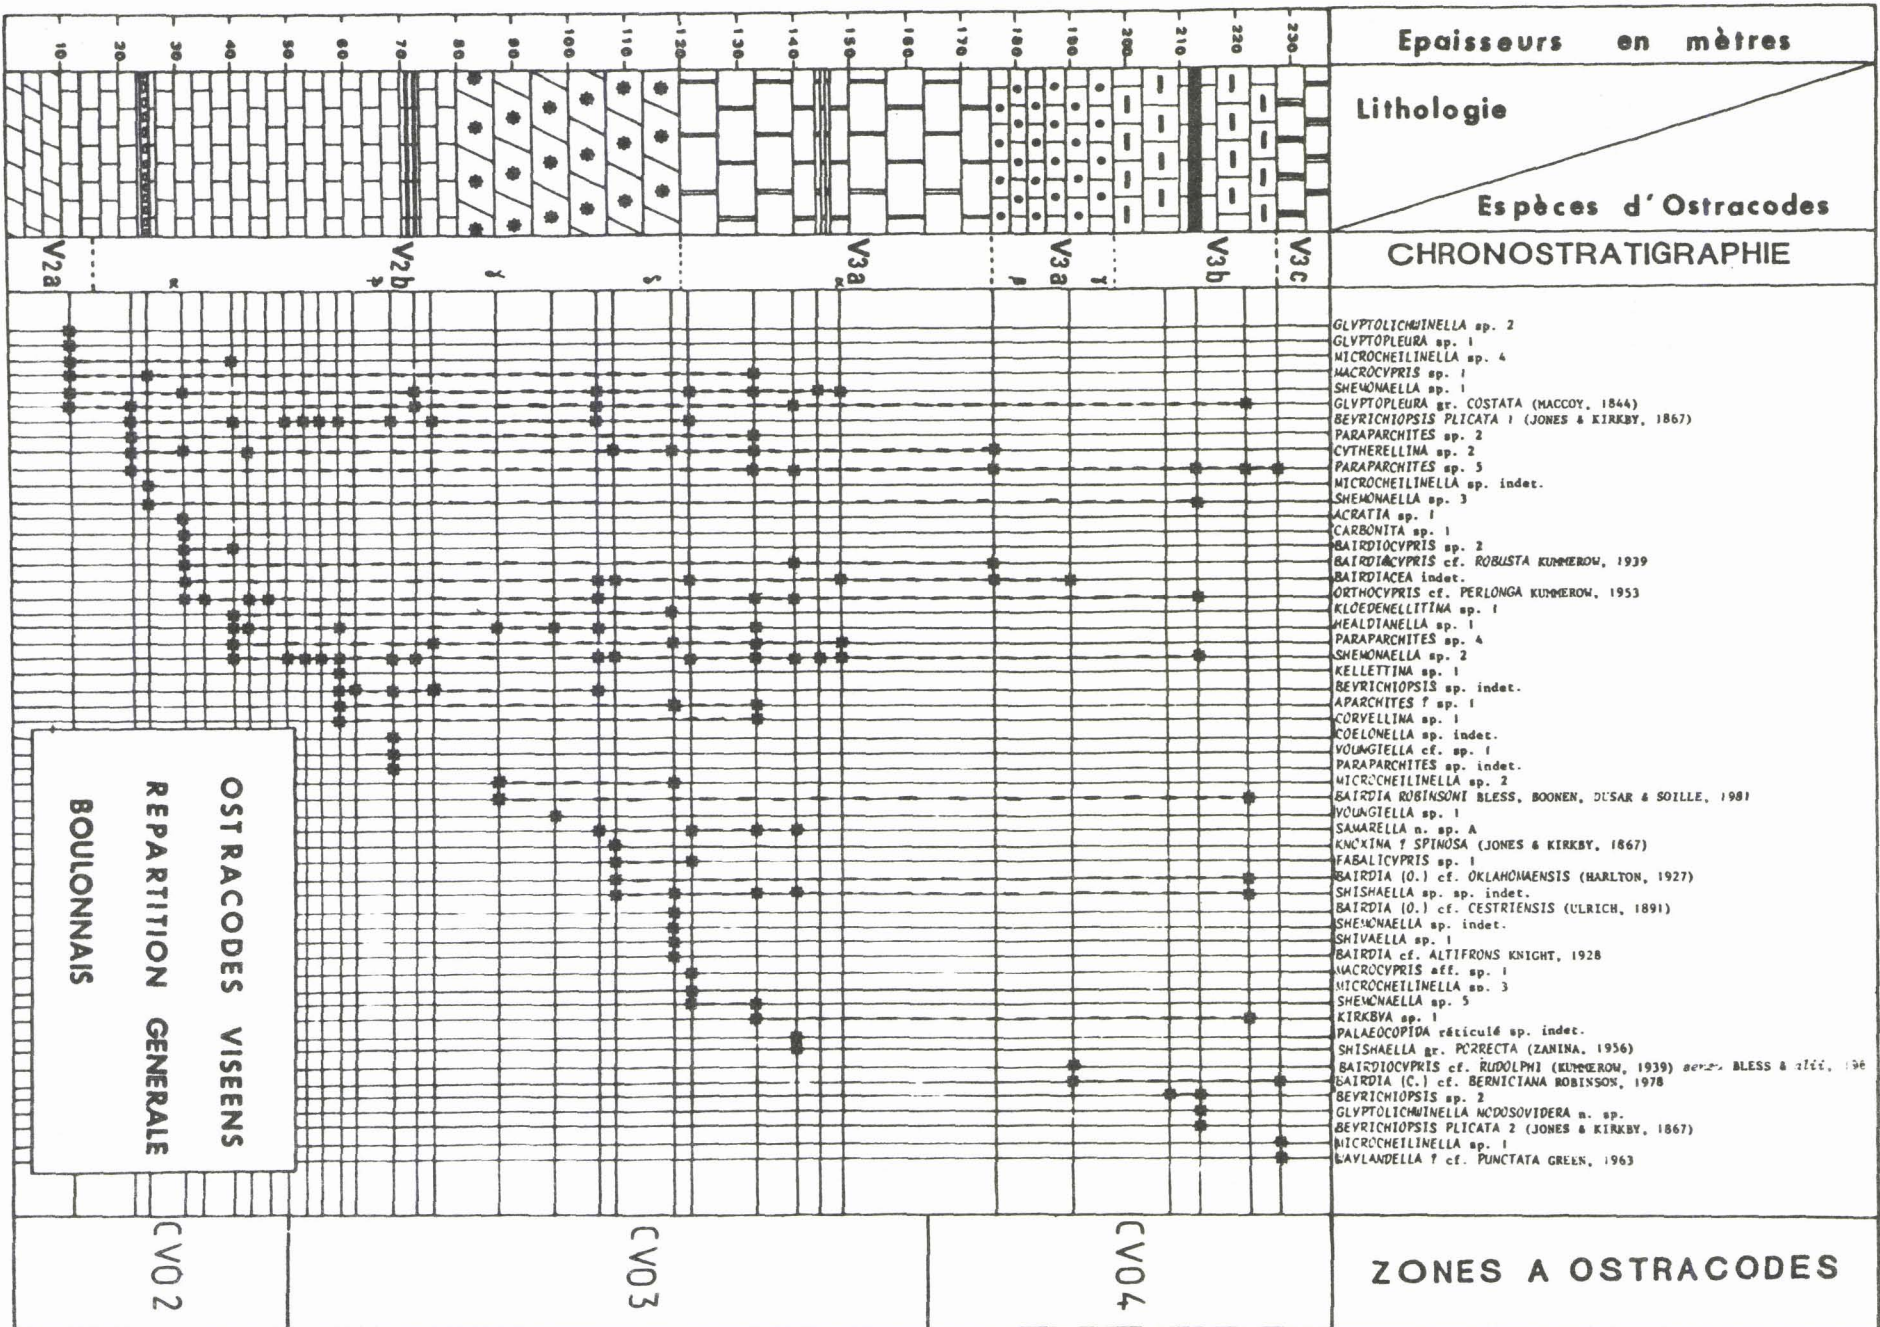 10 20 30 40 50 60 70 80 90 100 110 120 130 140 150 160 170 180 190 200 210 220 230
Epaisseurs en mètres
Lithologie
Espèces d'Ostracodes
V2a V2b V3a V3a V3b V3c
α β γ δ α β γ
CHRONOSTRATIGRAPHIE
GLYPTOLICHWINELLA sp. 2
GLYPTOPLEURA sp. 1
MICROCHEILINELLA sp. 4
MACROCYPRIS sp. 1
SHEMONAELLA sp. 1
GLYPTOPLEURA gr. COSTATA (MACCOY, 1844)
BEYRICHIOPSIS PLICATA 1 (JONES & KIRKBY, 1867)
PARAPARCHITES sp. 2
CYTHERELLINA sp. 2
PARAPARCHITES sp. 5
MICROCHEILINELLA sp. indet.
SHEMONAELLA sp. 3
ACRATIA sp. 1
CARBONITA sp. 1
BAIRDIOCYPRIS sp. 2
BAIRDIACYPRIS cf. ROBUSTA KUMMEROW, 1939
BAIRDIACEA indet.
ORTHOCYPRIS cf. PERLONGA KUMMEROW, 1953
KLOEDENELLITINA sp. 1
HEALDIANELLA sp. 1
PARAPARCHITES sp. 4
SHEMONAELLA sp. 2
KELLETTINA sp. 1
BEYRICHIOPSIS sp. indet.
APARCHITES ? sp. 1
CORYELLINA sp. 1
COELONELLA sp. indet.
YOUNGIELLA cf. sp. 1
PARAPARCHITES sp. indet.
MICROCHEILINELLA sp. 2
BAIRDIA ROBINSONI BLESS, BOONEN, DUSAR & SOILLE, 1981
YOUNGIELLA sp. 1
SAMARELLA n. sp. A
KNOXINA ? SPINOSA (JONES & KIRKBY, 1867)
FABALICYPRIS sp. 1
BAIRDIA (O.) cf. OKLAHOMAENSIS (HARLTON, 1927)
SHISHAELLA sp. sp. indet.
BAIRDIA (O.) cf. CESTRIENSIS (ULRICH, 1891)
SHEMONAELLA sp. indet.
SHIVAELLA sp. 1
BAIRDIA cf. ALTIFRONS KNIGHT, 1928
MACROCYPRIS aff. sp. 1
MICROCHEILINELLA sp. 3
SHEMONAELLA sp. 5
KIRKBYA sp. 1
PALAEOCOPIDA réticulé sp. indet.
SHISHAELLA gr. PORRECTA (ZANINA, 1956)
BAIRDIOCYPRIS cf. RUDOLPHI (KUMMEROW, 1939) sensu BLESS & alii,
BAIRDIA (C.) cf. BERNICIANA ROBINSON, 1978
BEYRICHIOPSIS sp. 2
GLYPTOLICHWINELLA NODOSOVIDERA n. sp.
BEYRICHIOPSIS PLICATA 2 (JONES & KIRKBY, 1867)
MICROCHEILINELLA sp. 1
WAYLANDELLA ? cf. PUNCTATA GREEN, 1963
OSTRACODES VISEENS
REPARTITION GENERALE
BOULONNAIS
CVO2 CVO3 CVO4
ZONES A OSTRACODES